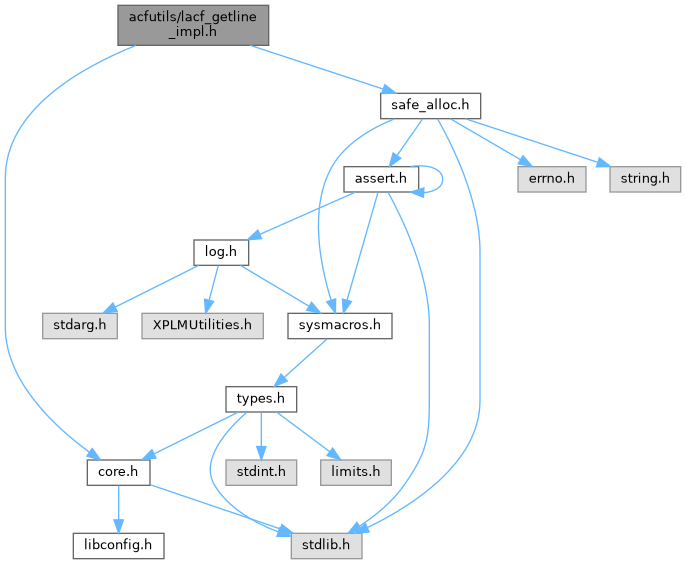 acfutils/lacf_getline
_impl.h
safe_alloc.h
assert.h
errno.h
string.h
log.h
stdarg.h
XPLMUtilities.h
sysmacros.h
types.h
core.h
stdint.h
limits.h
libconfig.h
stdlib.h